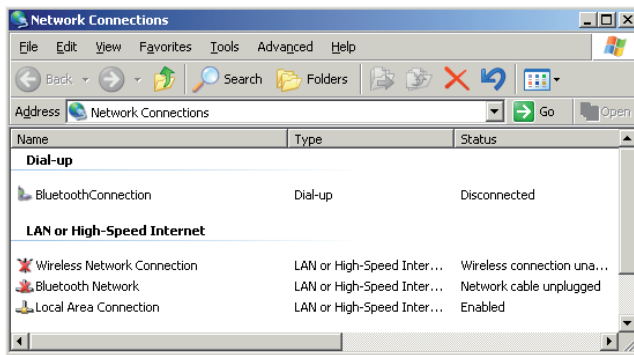 Network Connections
File Edit View Favorites Tools Advanced Help
Back Search Folders
Address Network Connections Go Open
Name Type Status
Dial-up
BluetoothConnection Dial-up Disconnected
LAN or High-Speed Internet
Wireless Network Connection LAN or High-Speed Inter... Wireless connection una...
Bluetooth Network LAN or High-Speed Inter... Network cable unplugged
Local Area Connection LAN or High-Speed Inter... Enabled